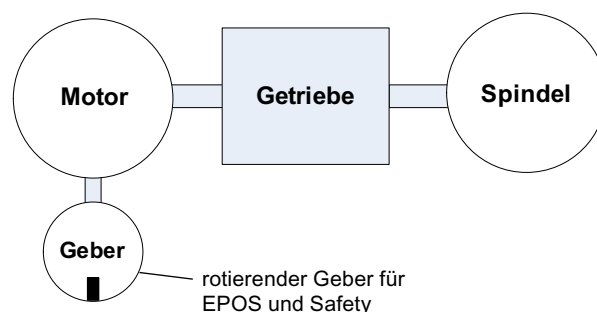 Motor
Getriebe
Spindel
Geber
rotierender Geber für
EPOS und Safety